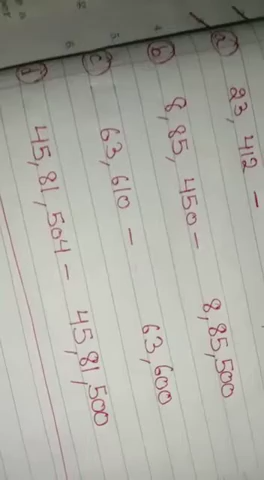 (a) 23,412 –
(b) 8,85,450 – 8,85,500
(c) 63,610 – 63,600
(d) 45,81,504 – 45,81,500